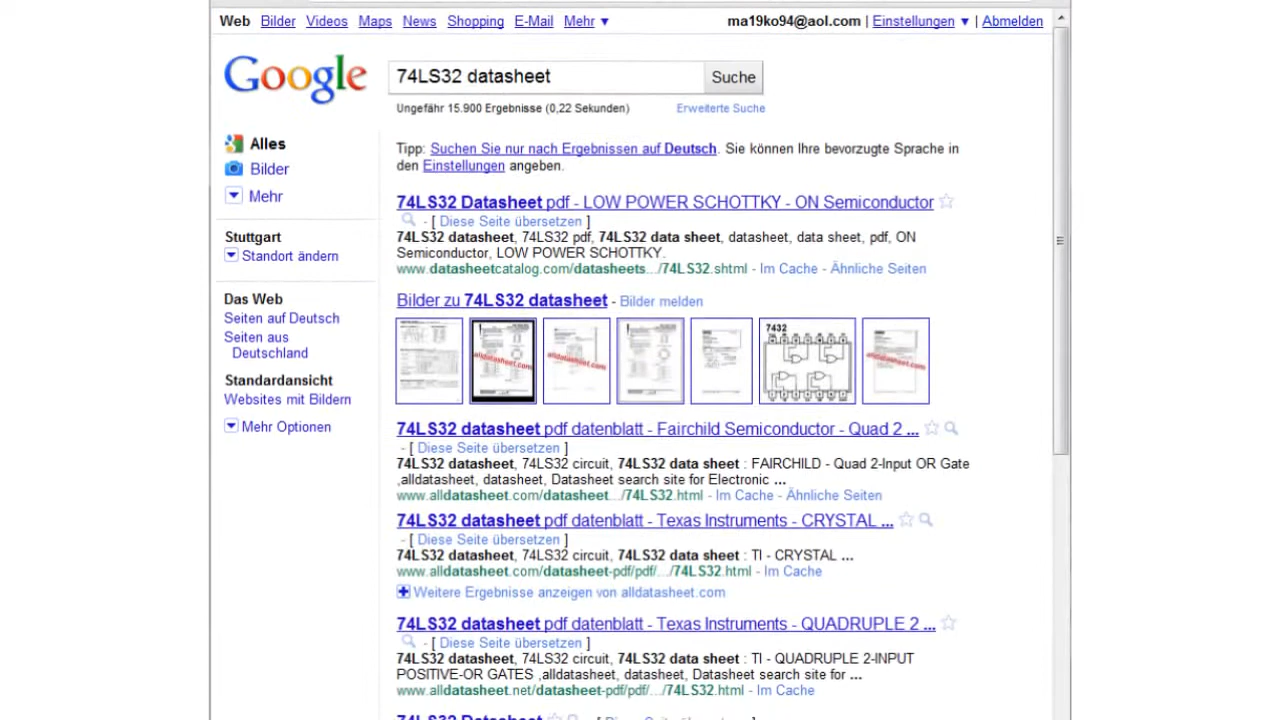 Web Bilder Videos Maps News Shopping E-Mail Mehr ▼ ma19ko94@aol.com | Einstellungen ▼ | Abmelden
Google 74LS32 datasheet Suche
Ungefähr 15.900 Ergebnisse (0,22 Sekunden) Erweiterte Suche
Alles
Bilder
Mehr
Stuttgart
Standort ändern
Das Web
Seiten auf Deutsch
Seiten aus
Deutschland
Standardansicht
Websites mit Bildern
Mehr Optionen
Tipp: Suchen Sie nur nach Ergebnissen auf Deutsch. Sie können Ihre bevorzugte Sprache in
den Einstellungen angeben.
74LS32 Datasheet pdf - LOW POWER SCHOTTKY - ON Semiconductor
- [ Diese Seite übersetzen ]
74LS32 datasheet, 74LS32 pdf, 74LS32 data sheet, datasheet, data sheet, pdf, ON
Semiconductor, LOW POWER SCHOTTKY.
www.datasheetcatalog.com/datasheets.../74LS32.shtml - Im Cache - Ähnliche Seiten
Bilder zu 74LS32 datasheet - Bilder melden
7432
alldatasheet.com
alldatasheet.com
alldatasheet.com
74LS32 datasheet pdf datenblatt - Fairchild Semiconductor - Quad 2 ...
- [ Diese Seite übersetzen ]
74LS32 datasheet, 74LS32 circuit, 74LS32 data sheet : FAIRCHILD - Quad 2-Input OR Gate
,alldatasheet, datasheet, Datasheet search site for Electronic ...
www.alldatasheet.com/datasheet.../74LS32.html - Im Cache - Ähnliche Seiten
74LS32 datasheet pdf datenblatt - Texas Instruments - CRYSTAL ...
- [ Diese Seite übersetzen ]
74LS32 datasheet, 74LS32 circuit, 74LS32 data sheet : TI - CRYSTAL ...
www.alldatasheet.com/datasheet-pdf/pdf/.../74LS32.html - Im Cache
Weitere Ergebnisse anzeigen von alldatasheet.com
74LS32 datasheet pdf datenblatt - Texas Instruments - QUADRUPLE 2 ...
- [ Diese Seite übersetzen ]
74LS32 datasheet, 74LS32 circuit, 74LS32 data sheet : TI - QUADRUPLE 2-INPUT
POSITIVE-OR GATES ,alldatasheet, datasheet, Datasheet search site for ...
www.alldatasheet.net/datasheet-pdf/pdf/.../74LS32.html - Im Cache
74LS32 Datasheet - [ Diese Seite übersetzen ]